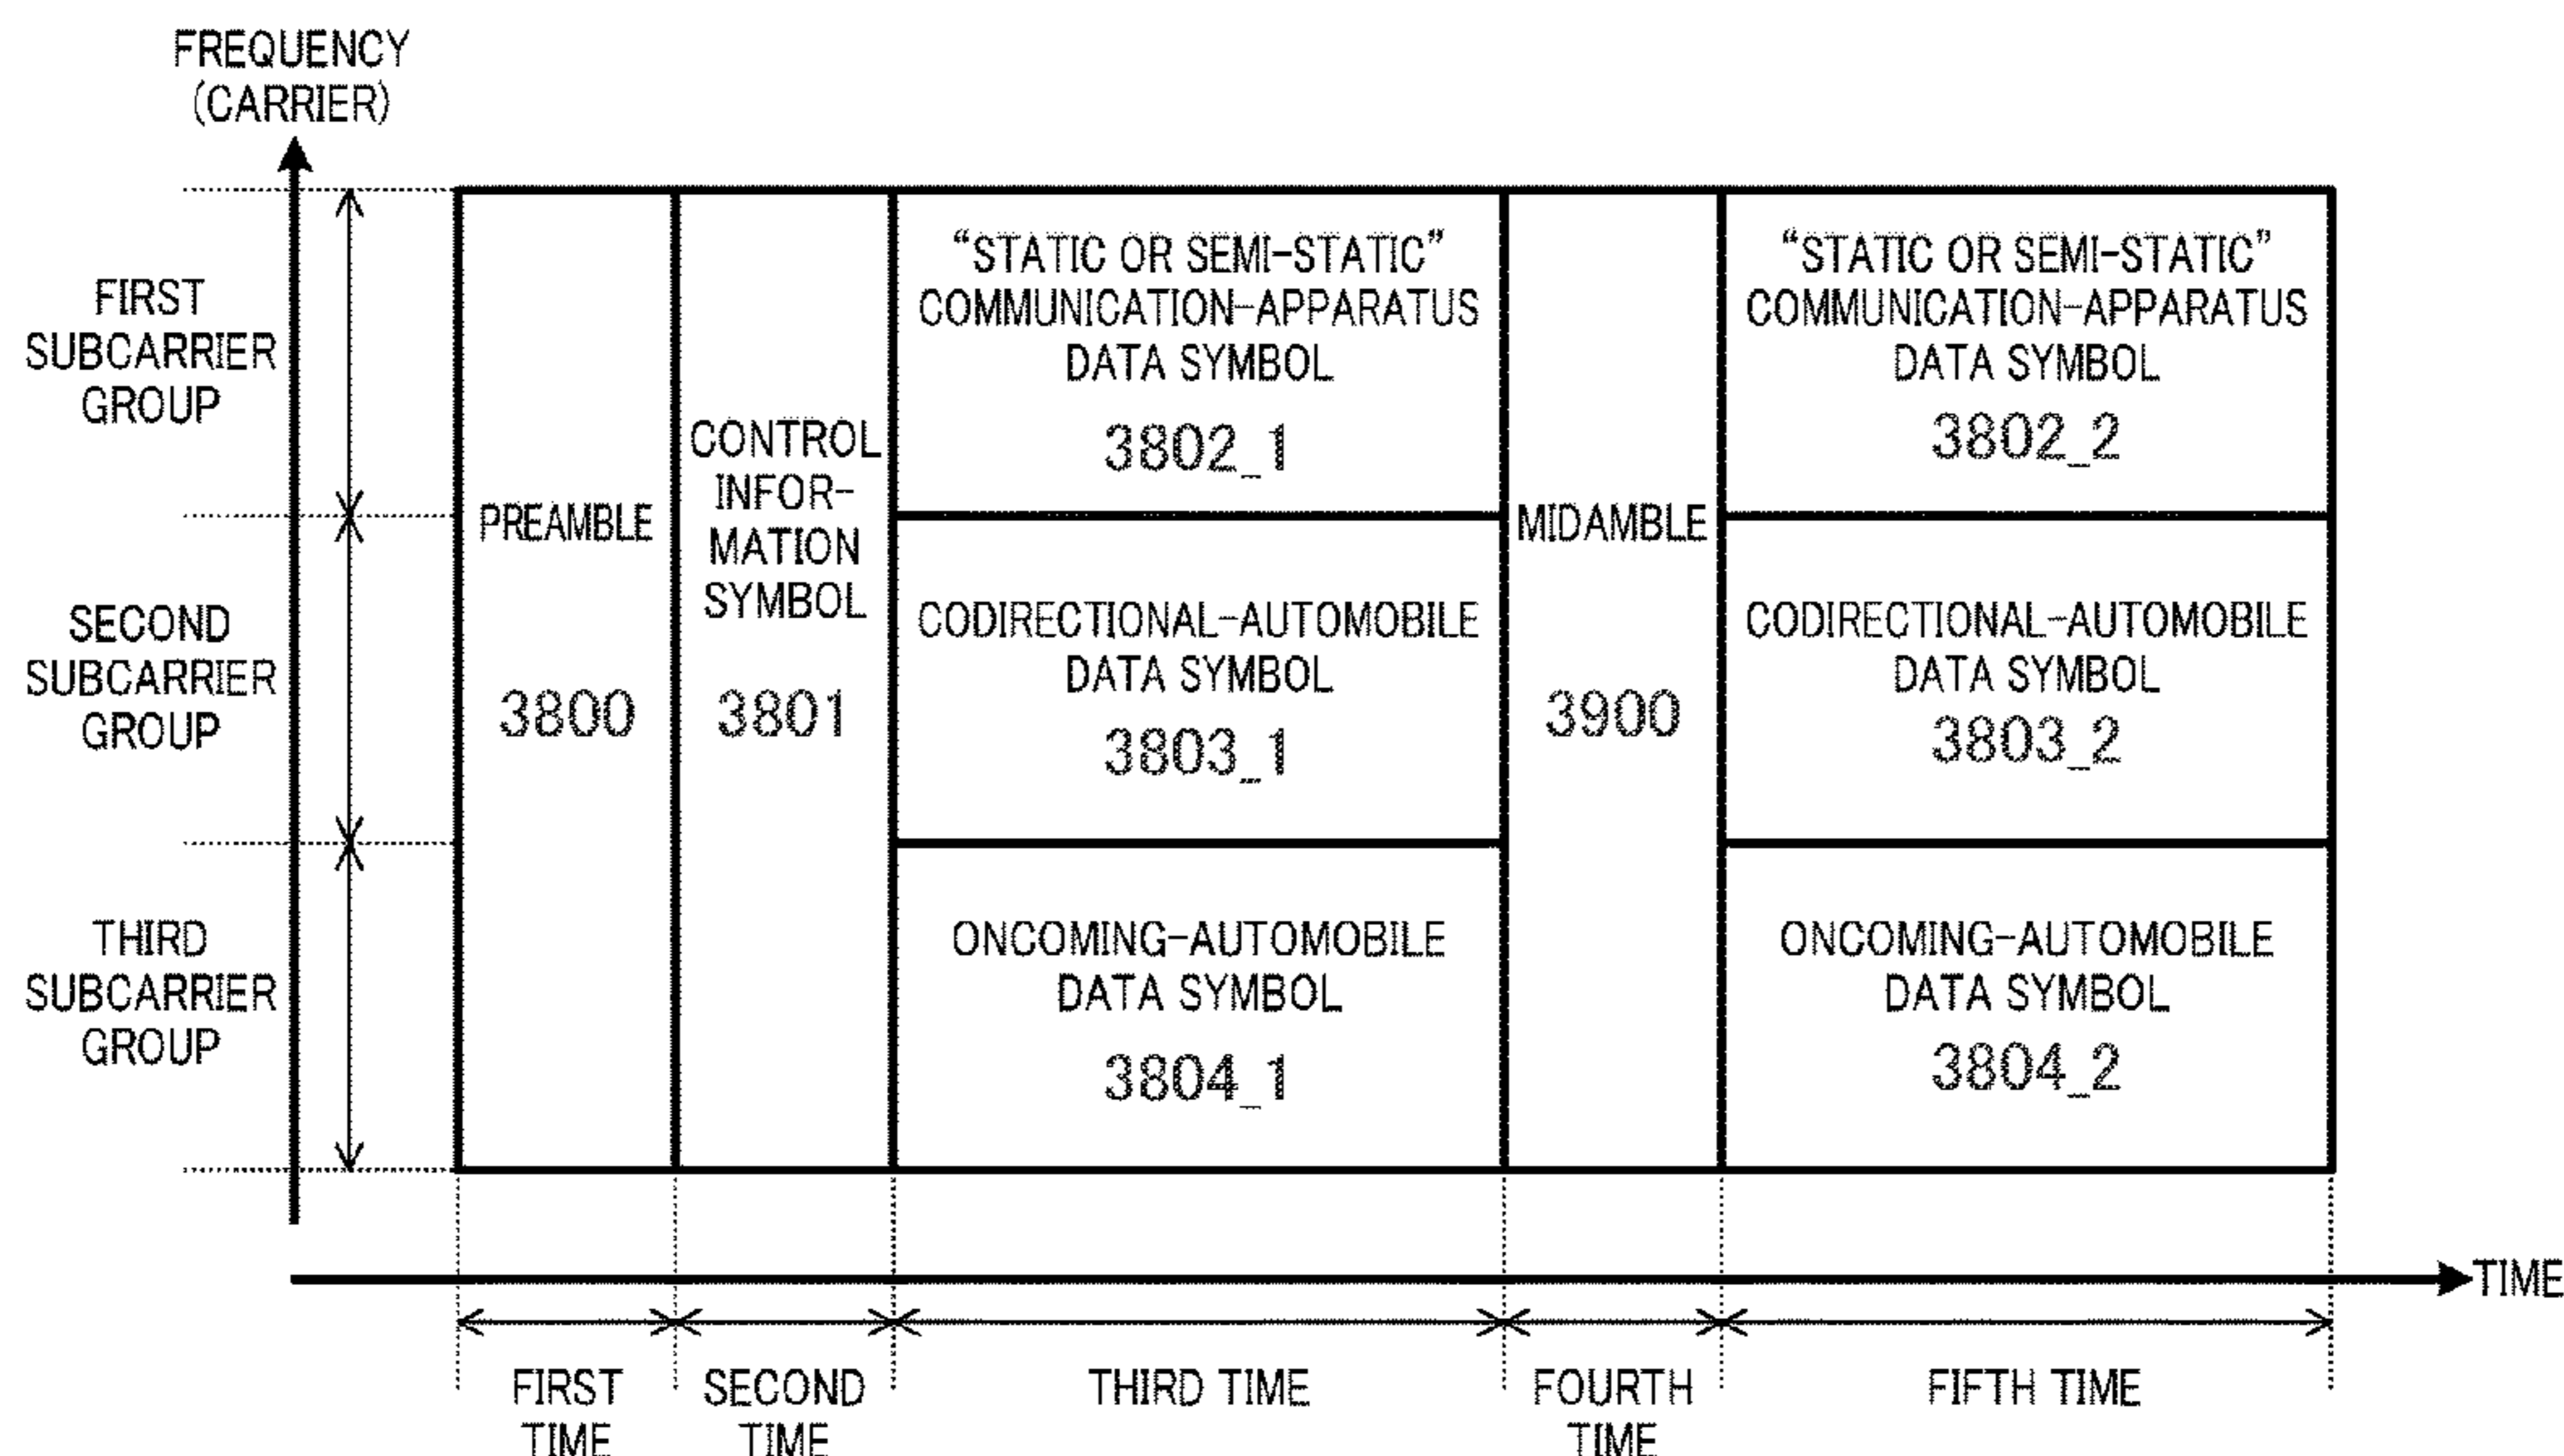 FREQUENCY
(CARRIER)
FIRST
SUBCARRIER
GROUP
SECOND
SUBCARRIER
GROUP
THIRD
SUBCARRIER
GROUP
PREAMBLE
3800
CONTROL
INFOR-
MATION
SYMBOL
3801
“STATIC OR SEMI-STATIC”
COMMUNICATION-APPARATUS
DATA SYMBOL
3802_1
CODIRECTIONAL-AUTOMOBILE
DATA SYMBOL
3803_1
ONCOMING-AUTOMOBILE
DATA SYMBOL
3804_1
MIDAMBLE
3900
“STATIC OR SEMI-STATIC”
COMMUNICATION-APPARATUS
DATA SYMBOL
3802_2
CODIRECTIONAL-AUTOMOBILE
DATA SYMBOL
3803_2
ONCOMING-AUTOMOBILE
DATA SYMBOL
3804_2
TIME
FIRST
TIME
SECOND
TIME
THIRD TIME
FOURTH
TIME
FIFTH TIME